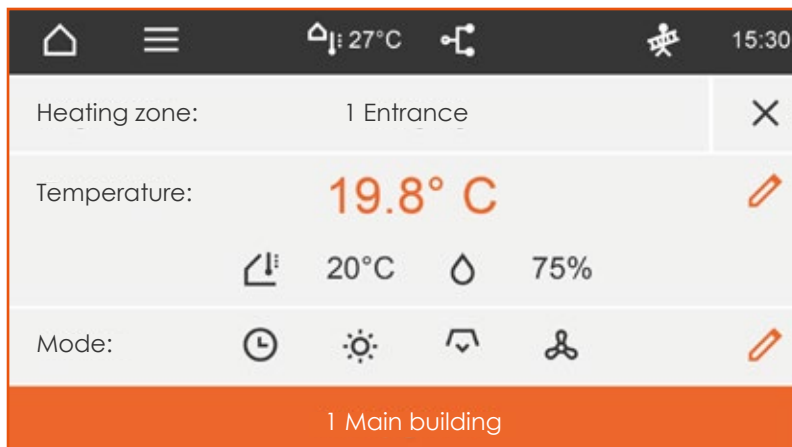 27°C 15:30
Heating zone: 1 Entrance
Temperature: 19.8° C
20°C 75%
Mode:
1 Main building